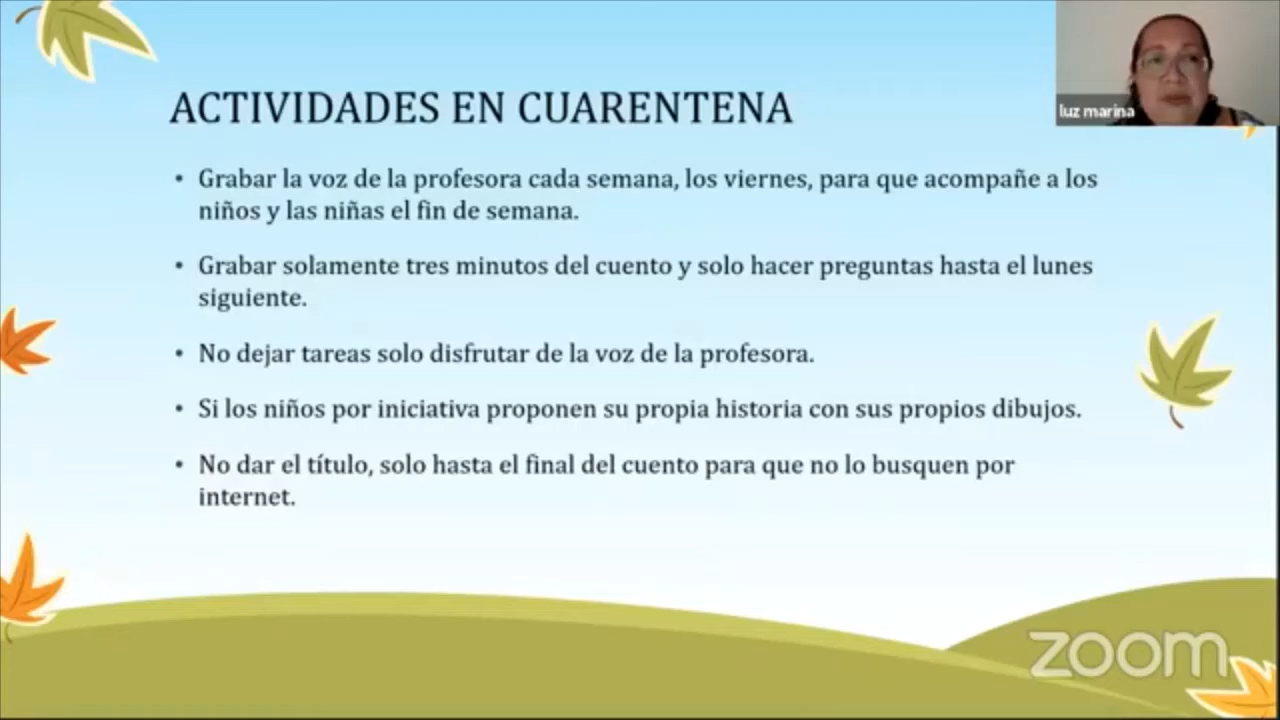 ACTIVIDADES EN CUARENTENA
luz marina
• Grabar la voz de la profesora cada semana, los viernes, para que acompañe a los
niños y las niñas el fin de semana.
• Grabar solamente tres minutos del cuento y solo hacer preguntas hasta el lunes
siguiente.
• No dejar tareas solo disfrutar de la voz de la profesora.
• Si los niños por iniciativa proponen su propia historia con sus propios dibujos.
• No dar el título, solo hasta el final del cuento para que no lo busquen por
internet.
zoom